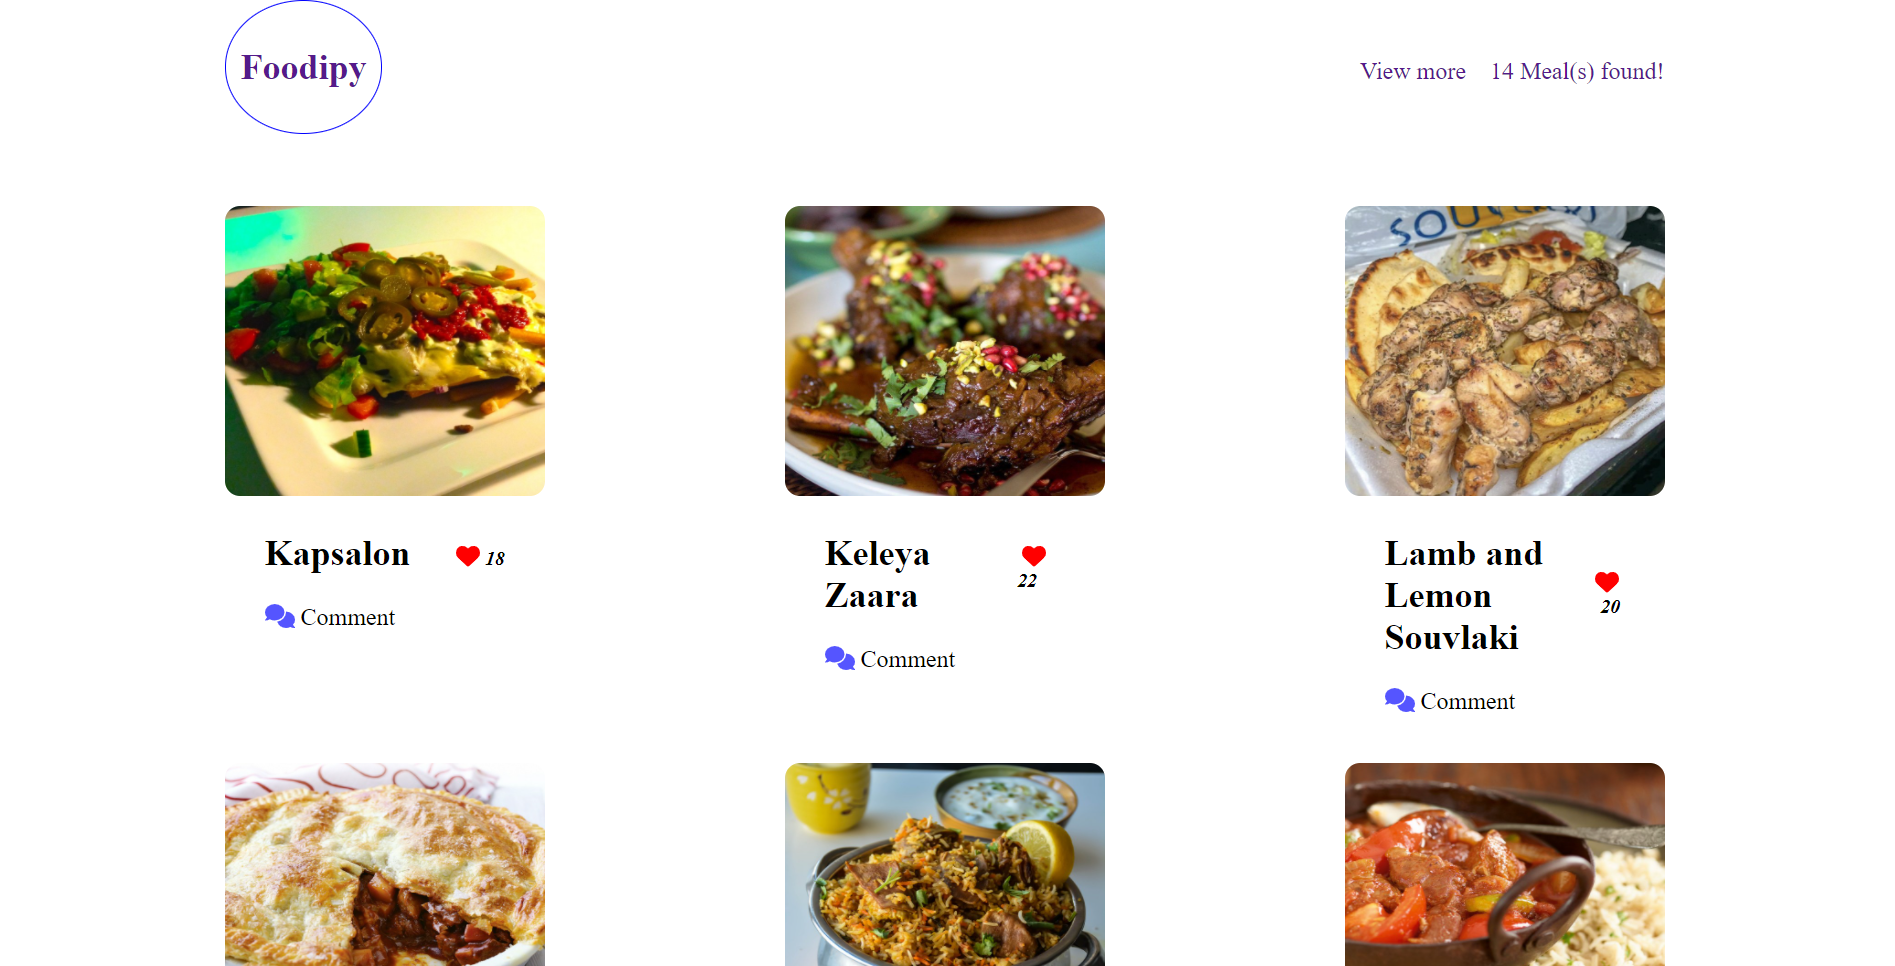 Foodipy
View more 14 Meal(s) found!
Kapsalon 18
Comment
Keleya
Zaara
22
Comment
Lamb and
Lemon
Souvlaki
20
Comment